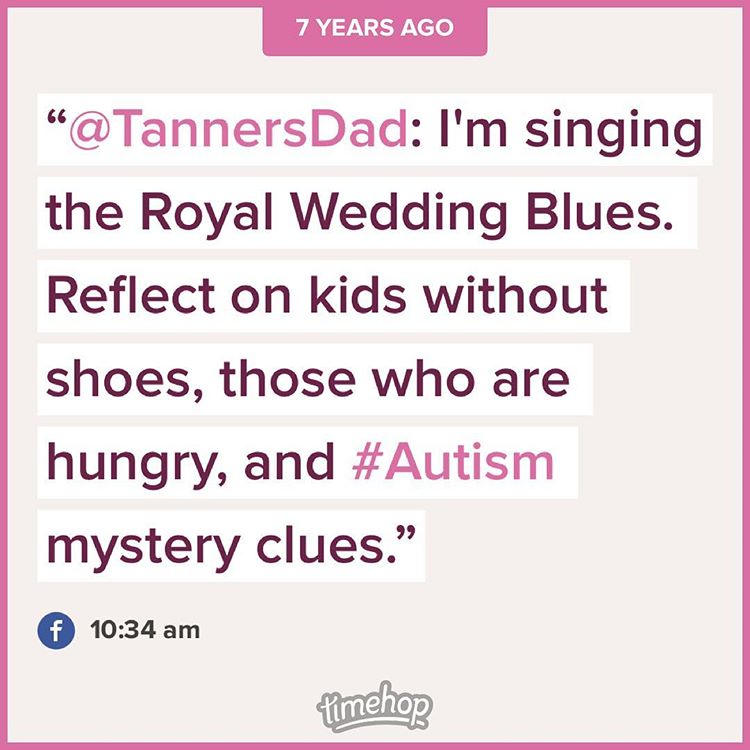 7 YEARS AGO
“@TannersDad: I'm singing
the Royal Wedding Blues.
Reflect on kids without
shoes, those who are
hungry, and #Autism
mystery clues.”
f 10:34 am
timehop